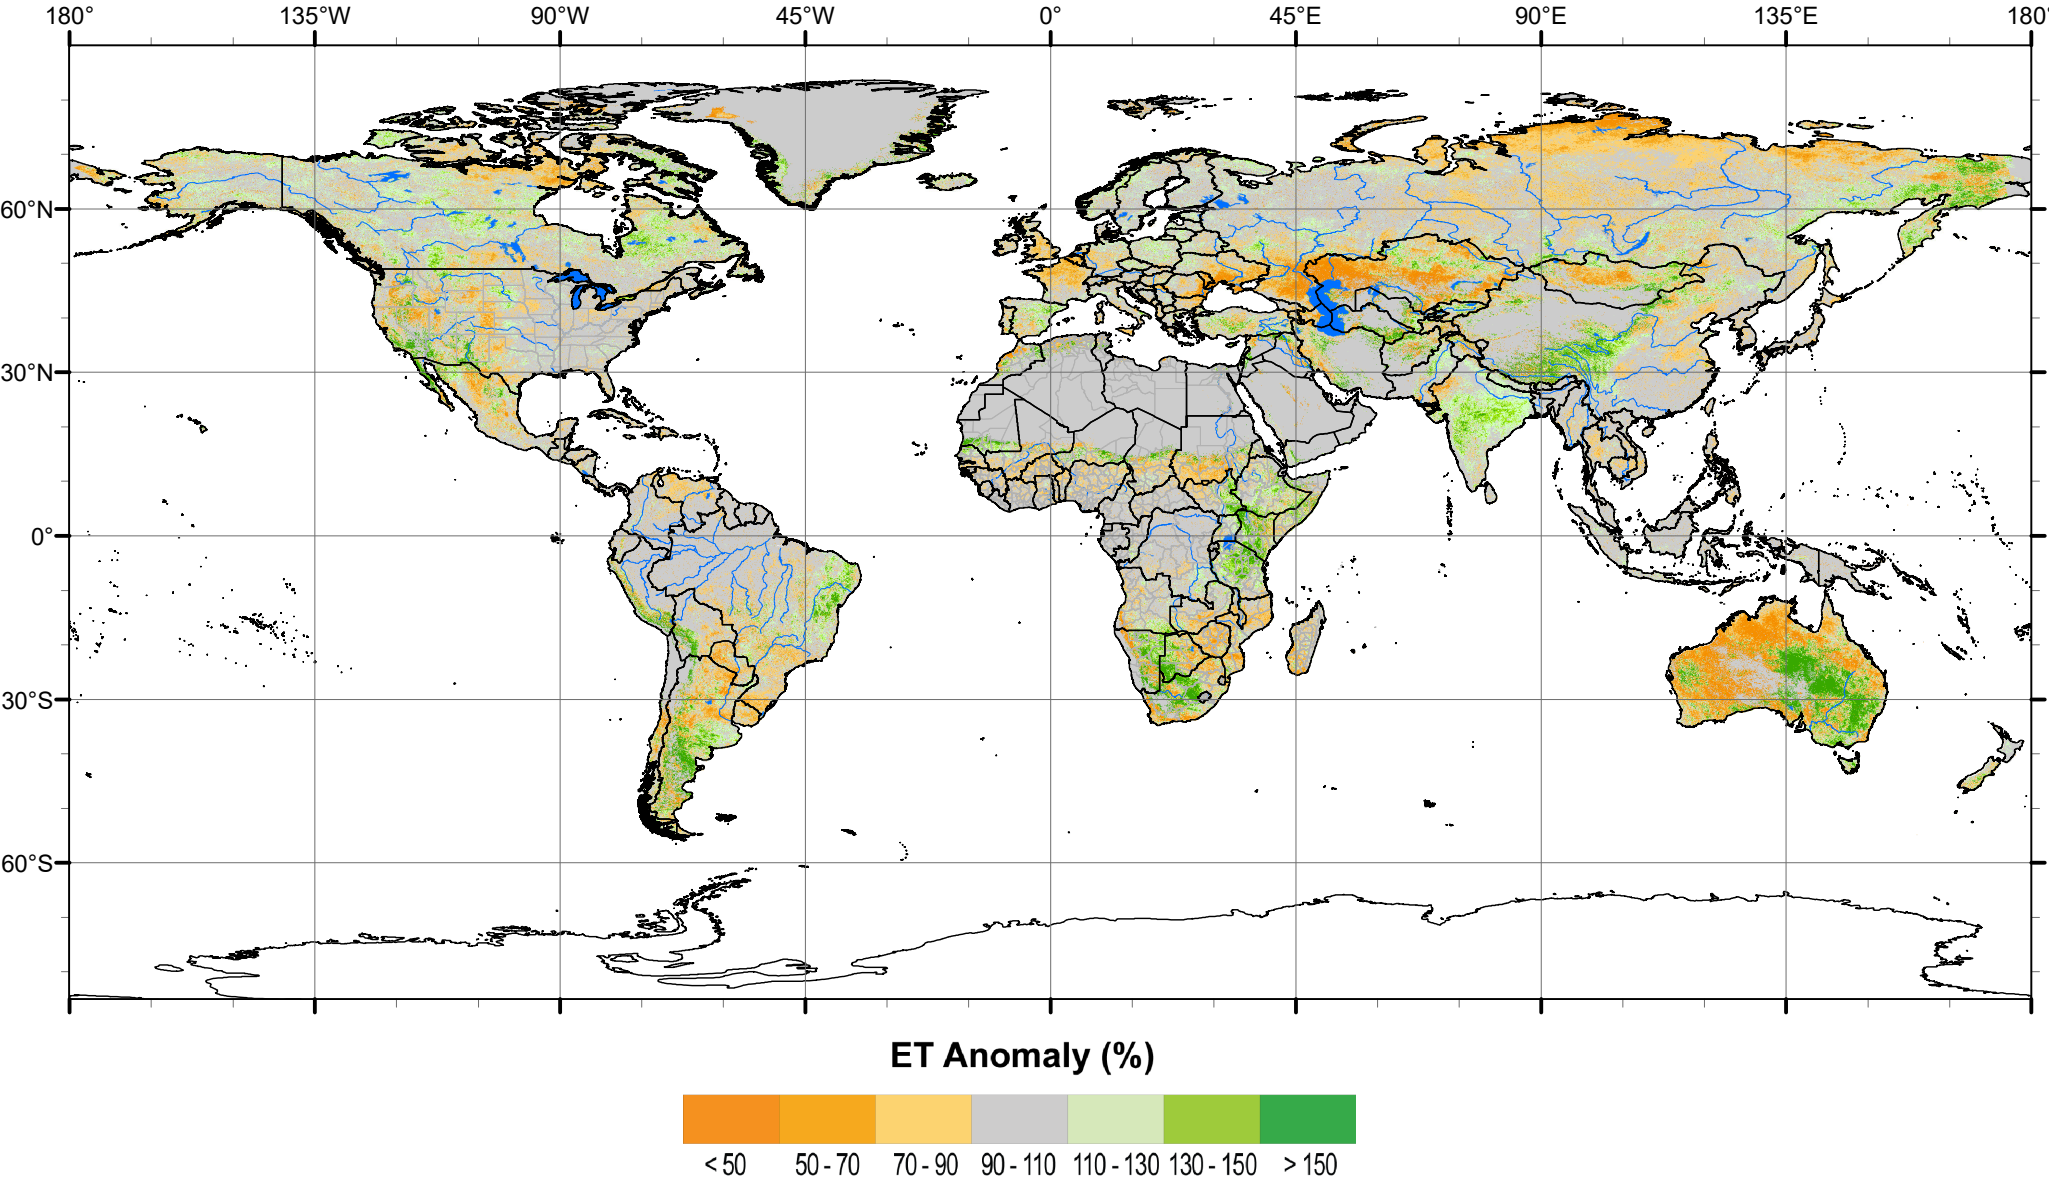 180° 135°W 90°W 45°W 0° 45°E 90°E 135°E 180°
60°N
30°N
0°
30°S
60°S
ET Anomaly (%)
< 50 50 - 70 70 - 90 90 - 110 110 - 130 130 - 150 > 150